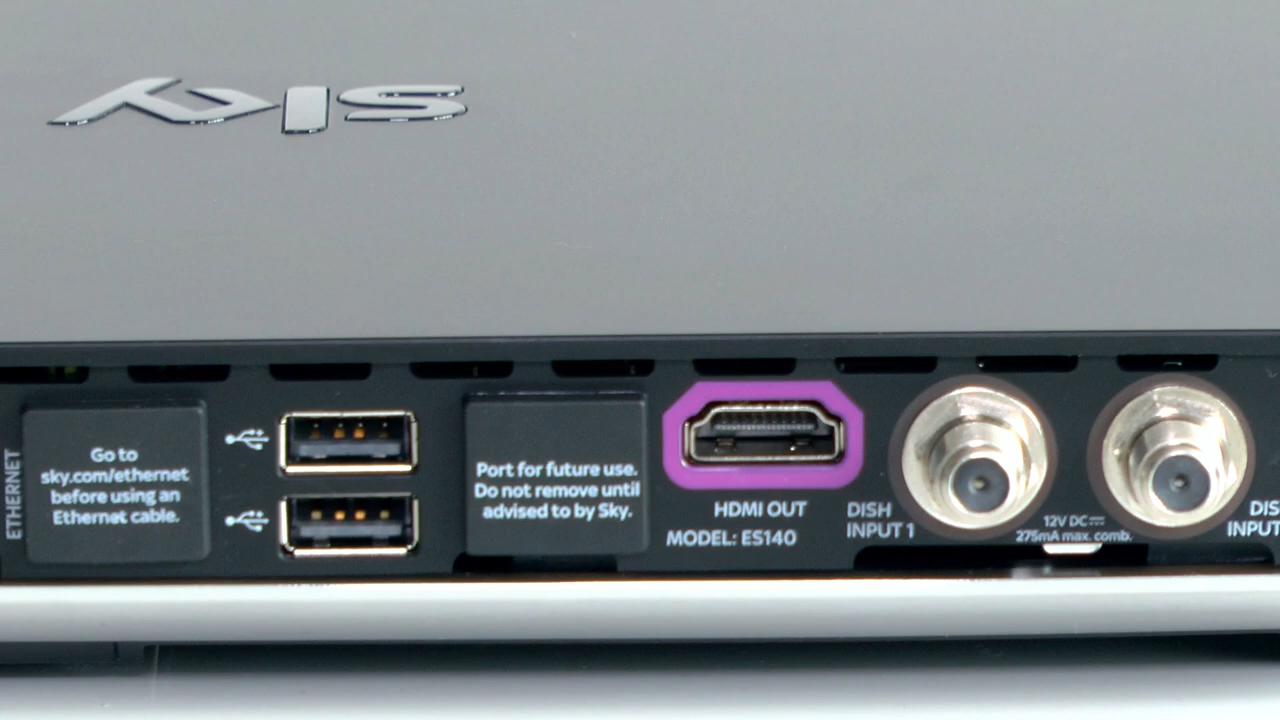 sky
ETHERNET
Go to
sky.com/ethernet
before using an
Ethernet cable.
Port for future use.
Do not remove until
advised to by Sky.
HDMI OUT
MODEL: ES140
DISH
INPUT 1
12V DC ⎓
275mA max. comb.
INPUT